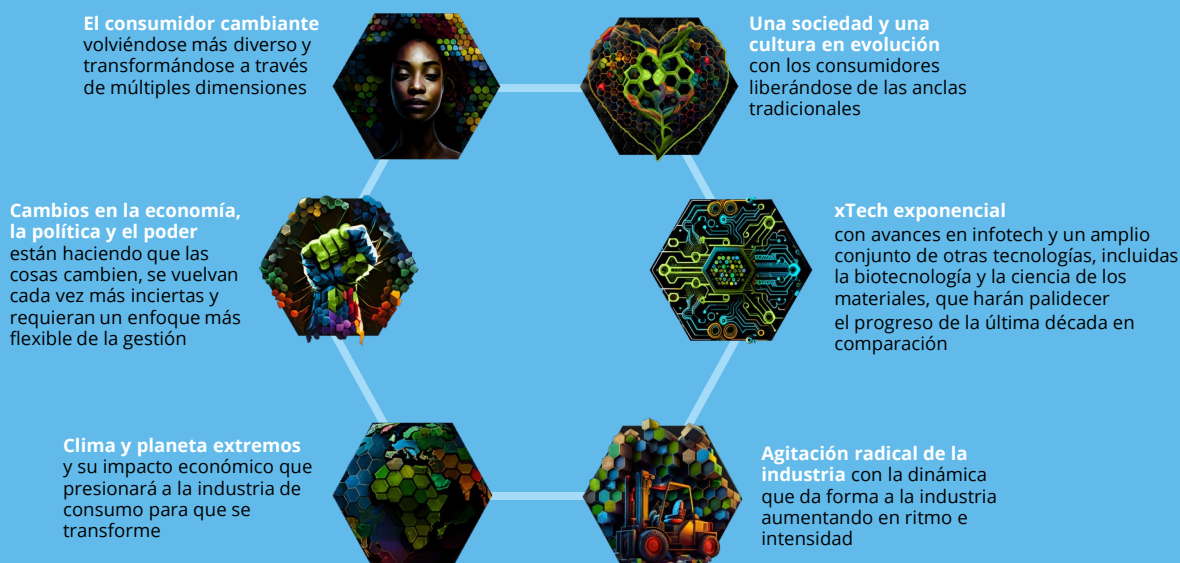 El consumidor cambiante
volviéndose más diverso y
transformándose a través
de múltiples dimensiones
Una sociedad y una
cultura en evolución
con los consumidores
liberándose de las anclas
tradicionales
Cambios en la economía,
la política y el poder
están haciendo que las
cosas cambien, se vuelvan
cada vez más inciertas y
requieran un enfoque más
flexible de la gestión
xTech exponencial
con avances en infotech y un amplio
conjunto de otras tecnologías, incluidas
la biotecnología y la ciencia de los
materiales, que harán palidecer
el progreso de la última década en
comparación
Clima y planeta extremos
y su impacto económico que
presionará a la industria de
consumo para que se
transforme
Agitación radical de la
industria con la dinámica
que da forma a la industria
aumentando en ritmo e
intensidad